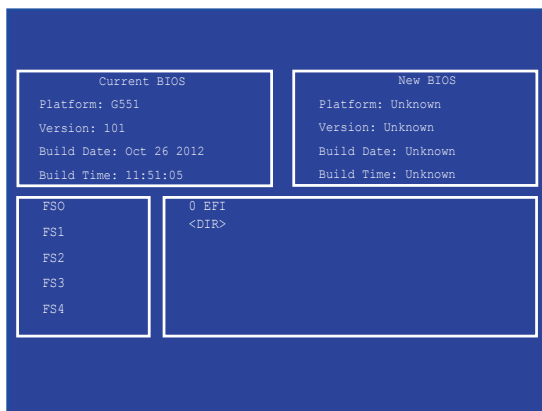 Current BIOS
Platform: G551
Version: 101
Build Date: Oct 26 2012
Build Time: 11:51:05
New BIOS
Platform: Unknown
Version: Unknown
Build Date: Unknown
Build Time: Unknown
FSO
FS1
FS2
FS3
FS4
0 EFI
<DIR>